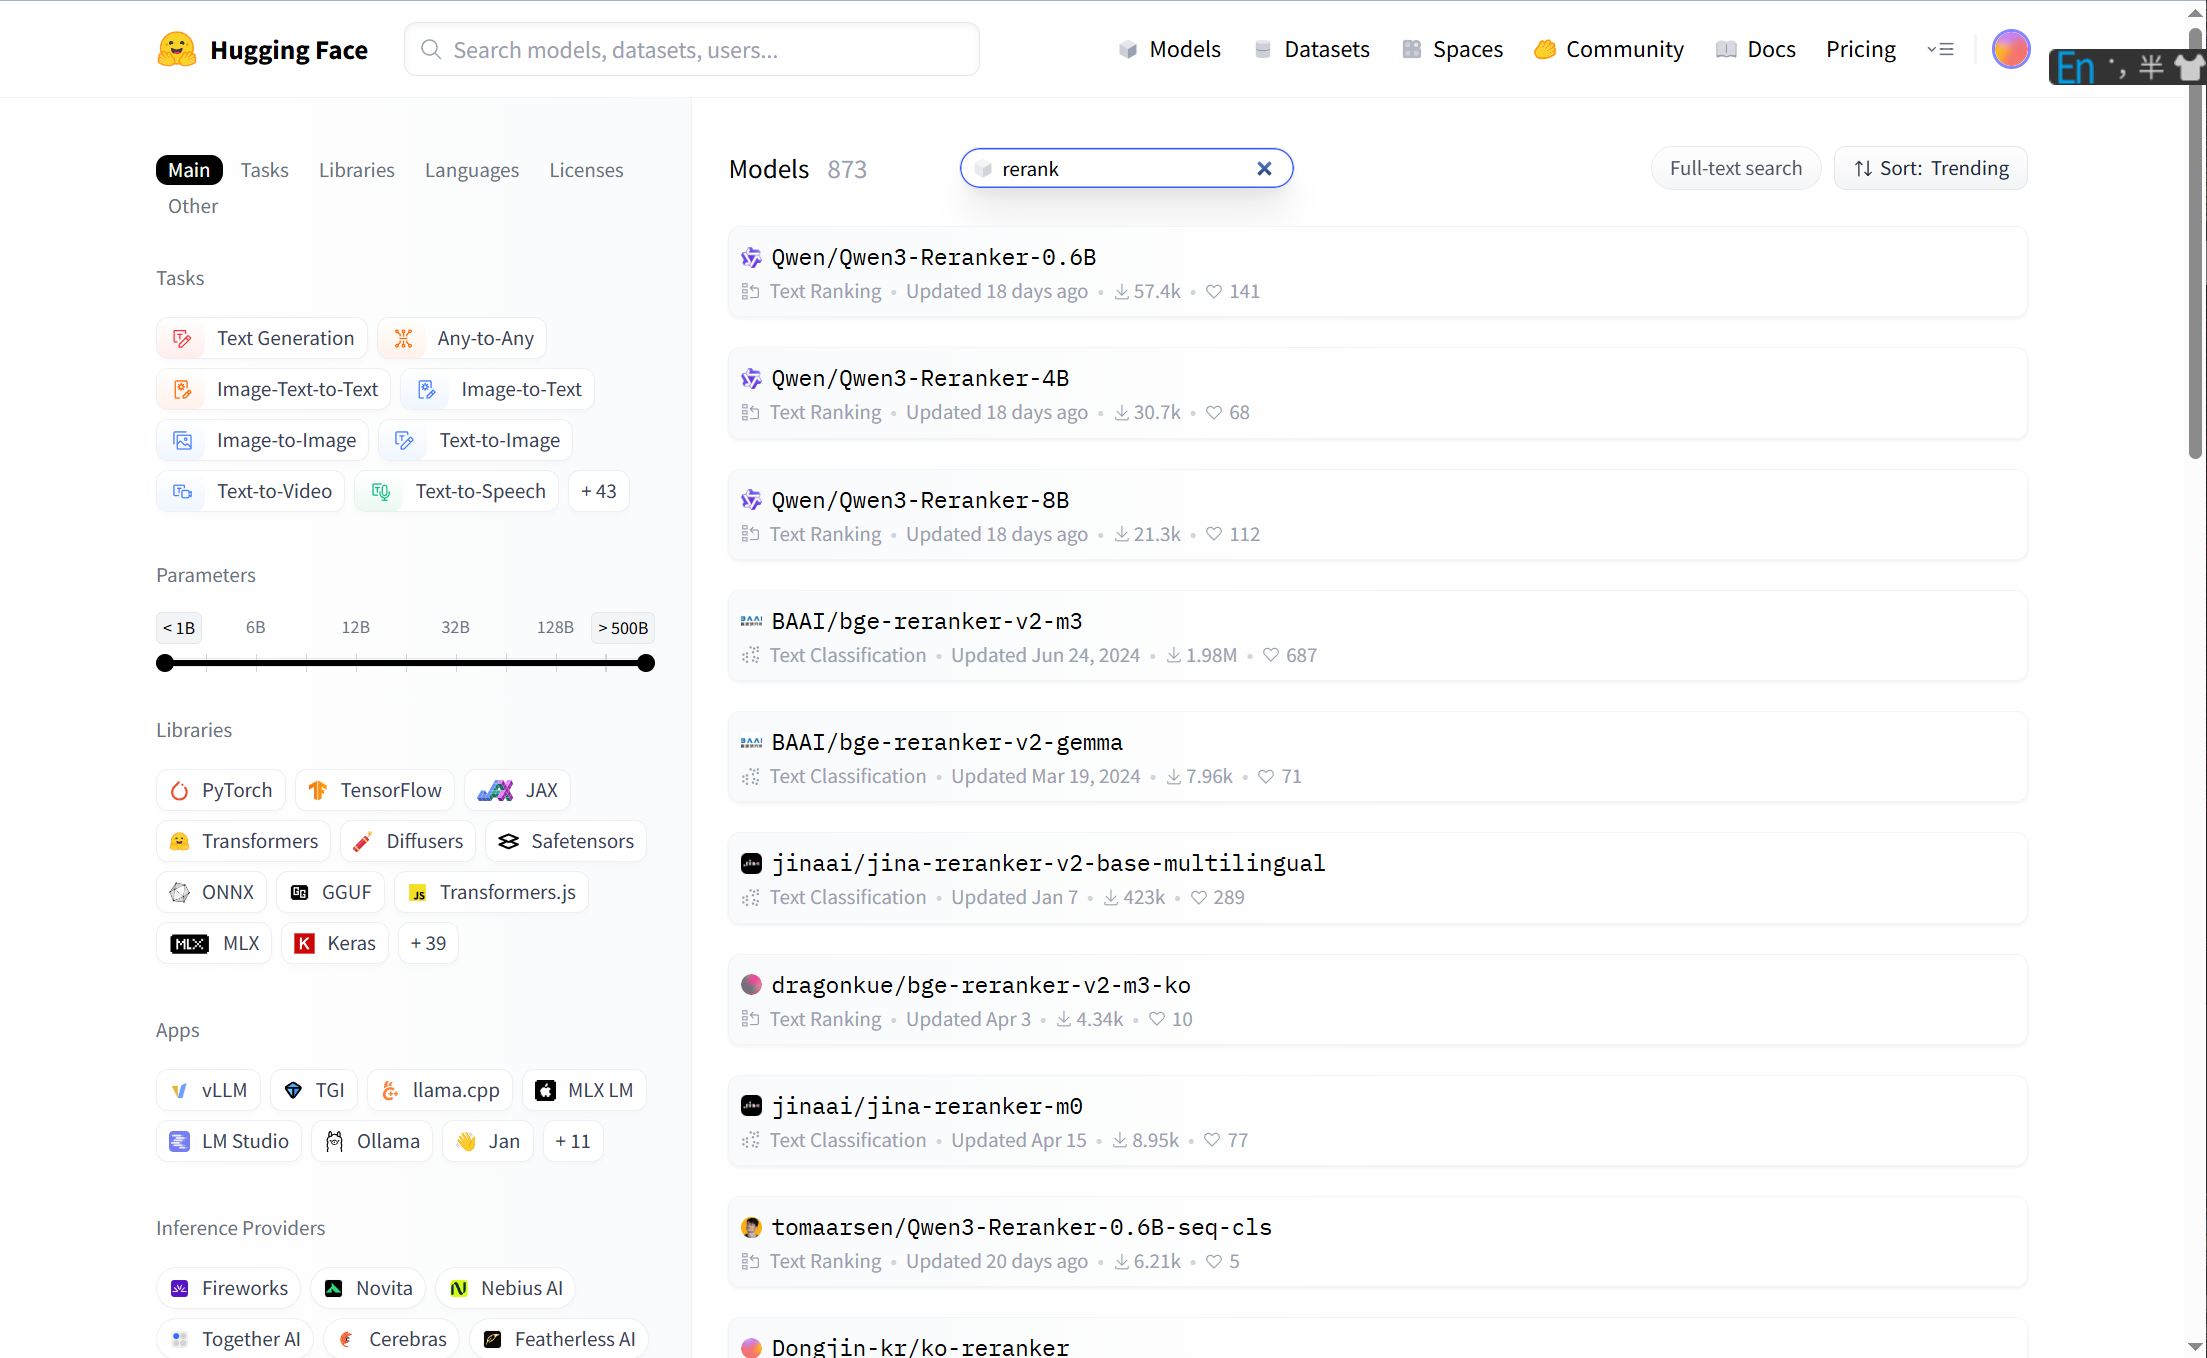 Hugging Face
Search models, datasets, users...
Models
Datasets
Spaces
Community
Docs
Pricing
En ·, 半
Main Tasks Libraries Languages Licenses
Other
Tasks
Text Generation Any-to-Any
Image-Text-to-Text Image-to-Text
Image-to-Image Text-to-Image
Text-to-Video Text-to-Speech + 43
Parameters
< 1B 6B 12B 32B 128B > 500B
Libraries
PyTorch TensorFlow JAX
Transformers Diffusers Safetensors
ONNX GGUF Transformers.js
MLX Keras + 39
Apps
vLLM TGI llama.cpp MLX LM
LM Studio Ollama Jan + 11
Inference Providers
Fireworks Novita Nebius AI
Together AI Cerebras Featherless AI
Models 873
rerank
Full-text search
Sort: Trending
Qwen/Qwen3-Reranker-0.6B
Text Ranking • Updated 18 days ago • 57.4k • 141
Qwen/Qwen3-Reranker-4B
Text Ranking • Updated 18 days ago • 30.7k • 68
Qwen/Qwen3-Reranker-8B
Text Ranking • Updated 18 days ago • 21.3k • 112
BAAI/bge-reranker-v2-m3
Text Classification • Updated Jun 24, 2024 • 1.98M • 687
BAAI/bge-reranker-v2-gemma
Text Classification • Updated Mar 19, 2024 • 7.96k • 71
jinaai/jina-reranker-v2-base-multilingual
Text Classification • Updated Jan 7 • 423k • 289
dragonkue/bge-reranker-v2-m3-ko
Text Ranking • Updated Apr 3 • 4.34k • 10
jinaai/jina-reranker-m0
Text Classification • Updated Apr 15 • 8.95k • 77
tomaarsen/Qwen3-Reranker-0.6B-seq-cls
Text Ranking • Updated 20 days ago • 6.21k • 5
Dongjin-kr/ko-reranker